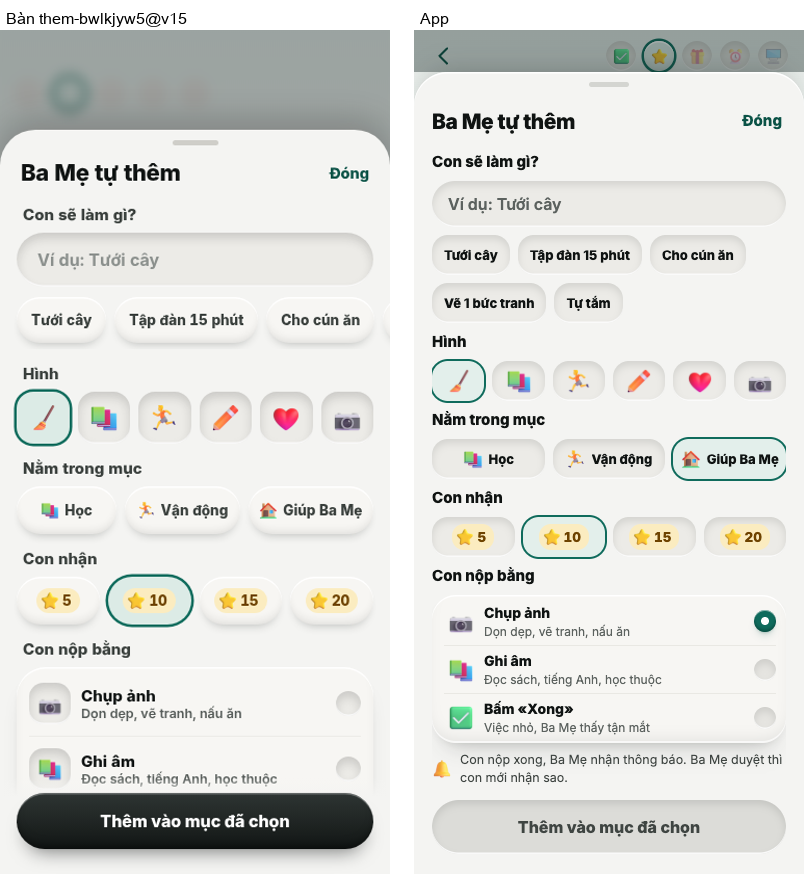 Bản them-bwlkjyw5@v15
Ba Mẹ tự thêm
Đóng
Con sẽ làm gì?
Ví dụ: Tưới cây
Tưới cây
Tập đàn 15 phút
Cho cún ăn
Hình
Nằm trong mục
Học
Vận động
Giúp Ba Mẹ
Con nhận
5
10
15
20
Con nộp bằng
Chụp ảnh
Dọn dẹp, vẽ tranh, nấu ăn
Ghi âm
Đọc sách, tiếng Anh, học thuộc
Thêm vào mục đã chọn
App
Ba Mẹ tự thêm
Đóng
Con sẽ làm gì?
Ví dụ: Tưới cây
Tưới cây
Tập đàn 15 phút
Cho cún ăn
Vẽ 1 bức tranh
Tự tắm
Hình
Nằm trong mục
Học
Vận động
Giúp Ba Mẹ
Con nhận
5
10
15
20
Con nộp bằng
Chụp ảnh
Dọn dẹp, vẽ tranh, nấu ăn
Ghi âm
Đọc sách, tiếng Anh, học thuộc
Bấm «Xong»
Việc nhỏ, Ba Mẹ thấy tận mắt
Con nộp xong, Ba Mẹ nhận thông báo. Ba Mẹ duyệt thì
con mới nhận sao.
Thêm vào mục đã chọn